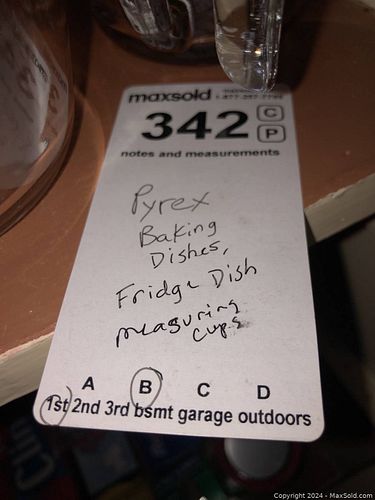 maxsold
342
C
P
notes and measurements
Pyrex
Baking
Dishes,
Fridge Dish
measuring
cups
A B C D
1st 2nd 3rd bsmt garage outdoors
Copyright 2024 - MaxSold.com